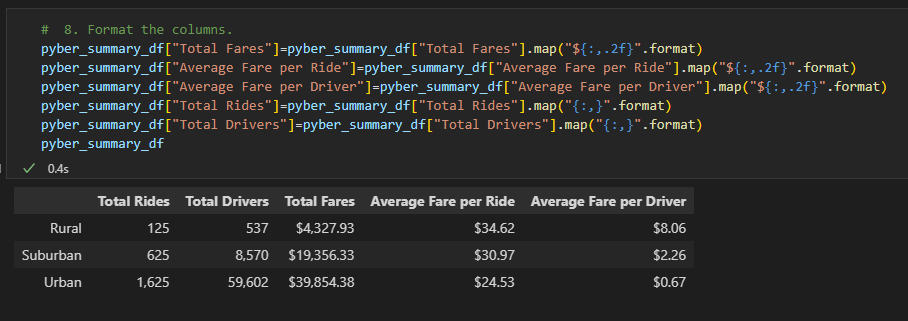 # 8. Format the columns.
pyber_summary_df["Total Fares"]=pyber_summary_df["Total Fares"].map("${:,.2f}".format)
pyber_summary_df["Average Fare per Ride"]=pyber_summary_df["Average Fare per Ride"].map("${:,.2f}".format)
pyber_summary_df["Average Fare per Driver"]=pyber_summary_df["Average Fare per Driver"].map("${:,.2f}".format)
pyber_summary_df["Total Rides"]=pyber_summary_df["Total Rides"].map("{:,}".format)
pyber_summary_df["Total Drivers"]=pyber_summary_df["Total Drivers"].map("{:,}".format)
pyber_summary_df
✓ 0.4s
Total Rides Total Drivers Total Fares Average Fare per Ride Average Fare per Driver
Rural 125 537 $4,327.93 $34.62 $8.06
Suburban 625 8,570 $19,356.33 $30.97 $2.26
Urban 1,625 59,602 $39,854.38 $24.53 $0.67